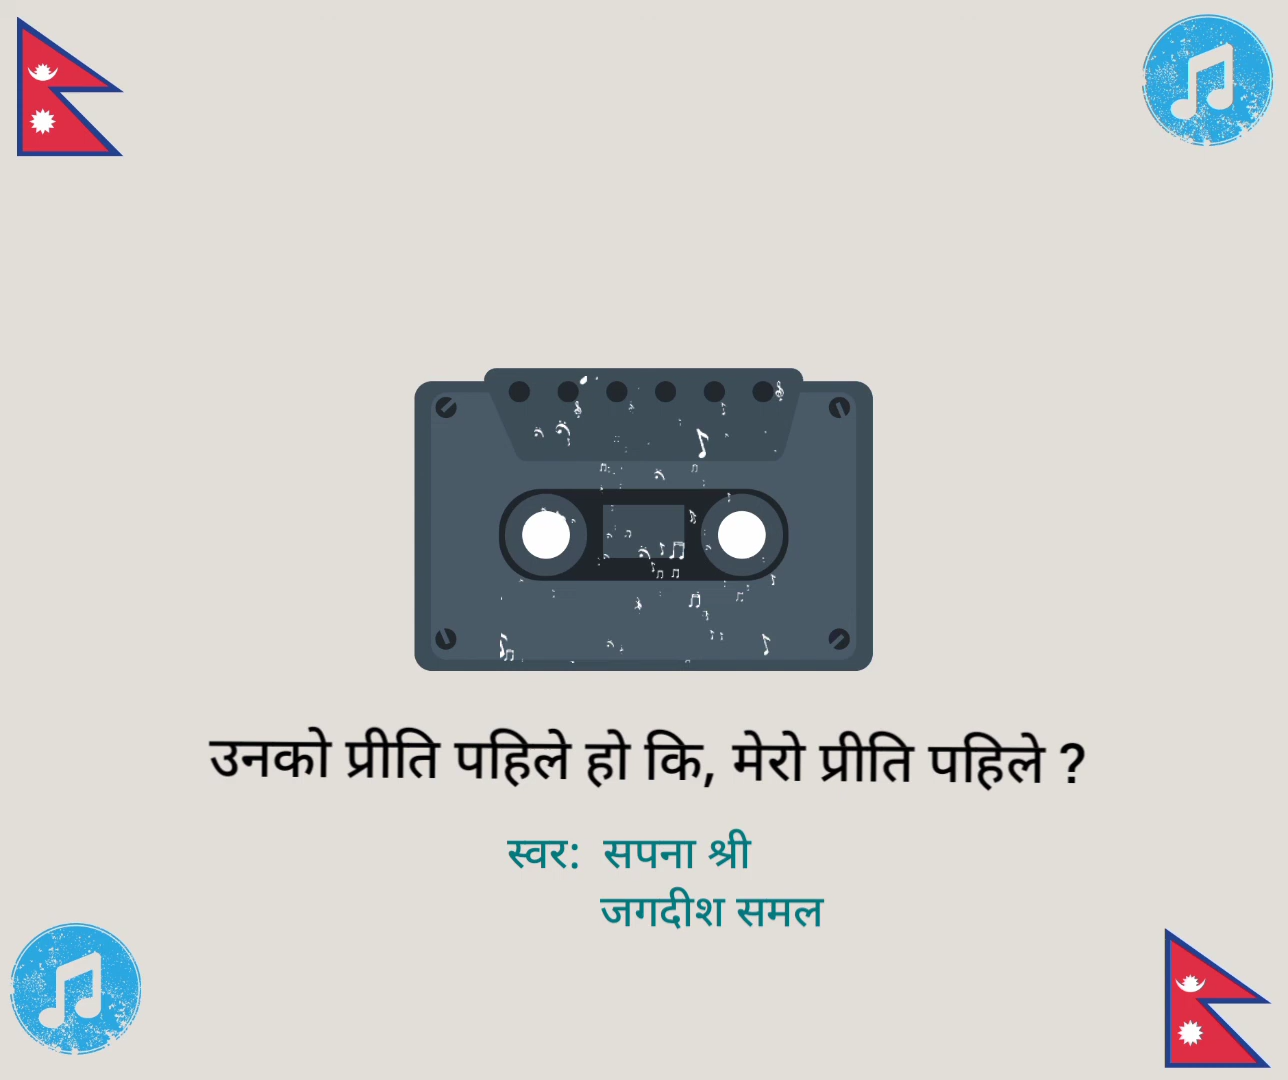 उनको प्रीति पहिले हो कि, मेरो प्रीति पहिले ?
स्वर: सपना श्री
जगदीश समल